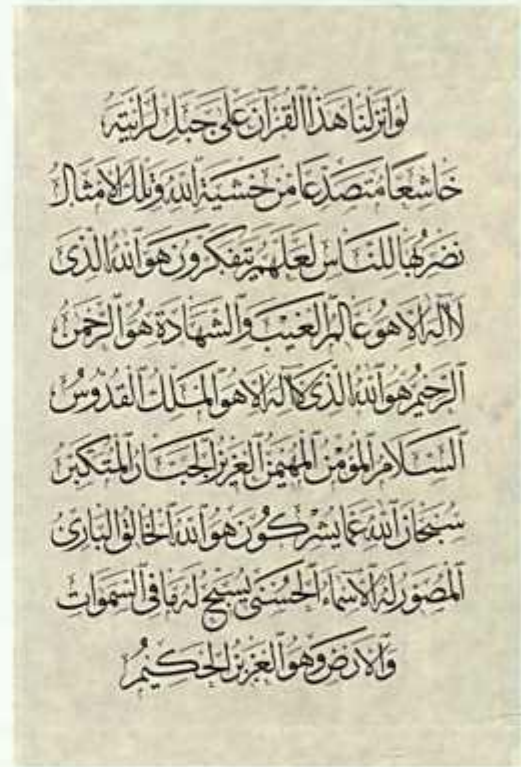 لو انزلنا هذا القرآن على جبل لرايته
خاشعا متصدعا من خشية الله وتلك الامثال
نضربها للناس لعلهم يتفكرون هو الله الذى
لا اله الا هو عالم الغيب والشهادة هو الرحمن
الرحيم هو الله الذى لا اله الا هو الملك القدوس
السلام المؤمن المهيمن العزيز الجبار المتكبر
سبحان الله عما يشركون هو الله الخالق البارئ
المصور له الاسماء الحسنى يسبح له ما فى السموات
والارض وهو العزيز الحكيم